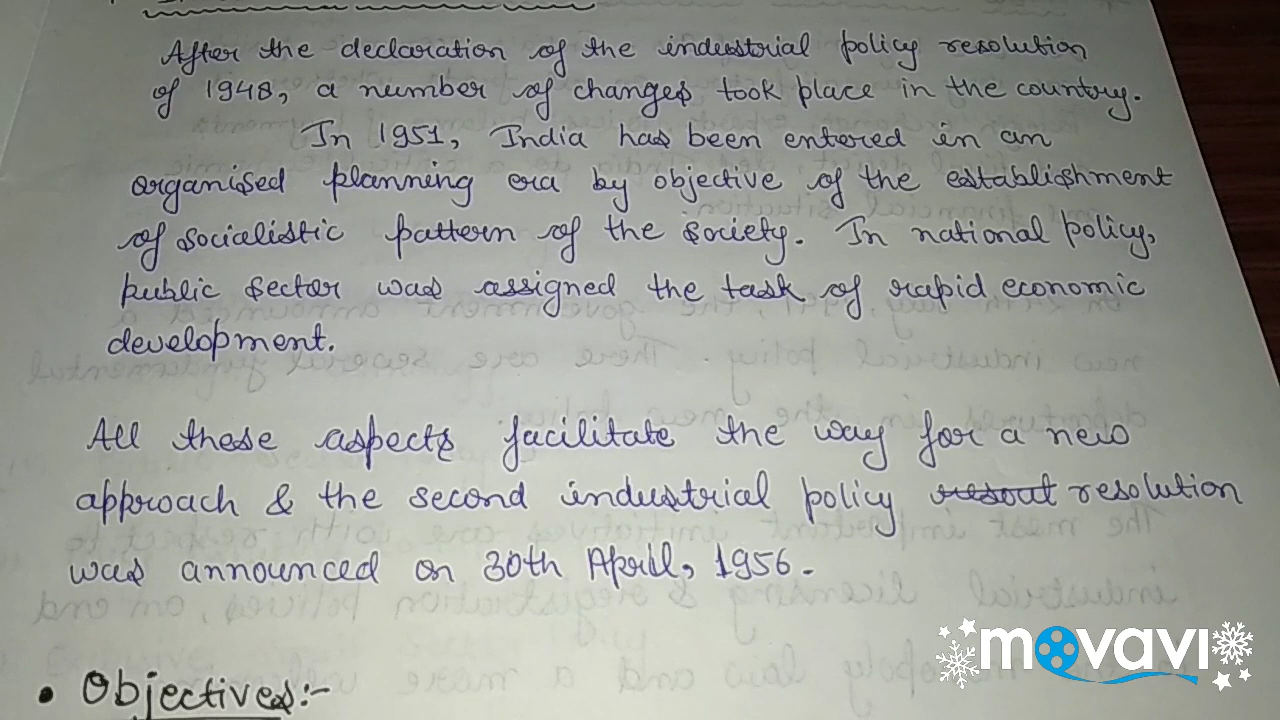 After the declaration of the industrial policy resolution
of 1948, a number of changes took place in the country.
In 1951, India has been entered in an
organised planning era by objective of the establishment
of socialistic pattern of the society. In national policy,
public sector was assigned the task of rapid economic
development.
All these aspects facilitate the way for a new
approach & the second industrial policy resout resolution
was announced on 30th April, 1956.
• Objectives:-
movavi